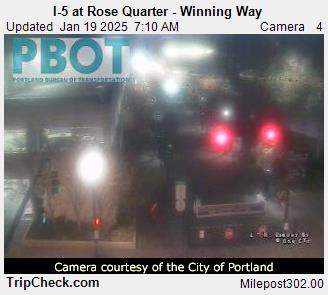 I-5 at Rose Quarter - Winning Way
Updated Jan 19 2025 7:10 AM Camera 4
PBOT
PORTLAND BUREAU OF TRANSPORTATION
Camera courtesy of the City of Portland
TripCheck.com Milepost302.00